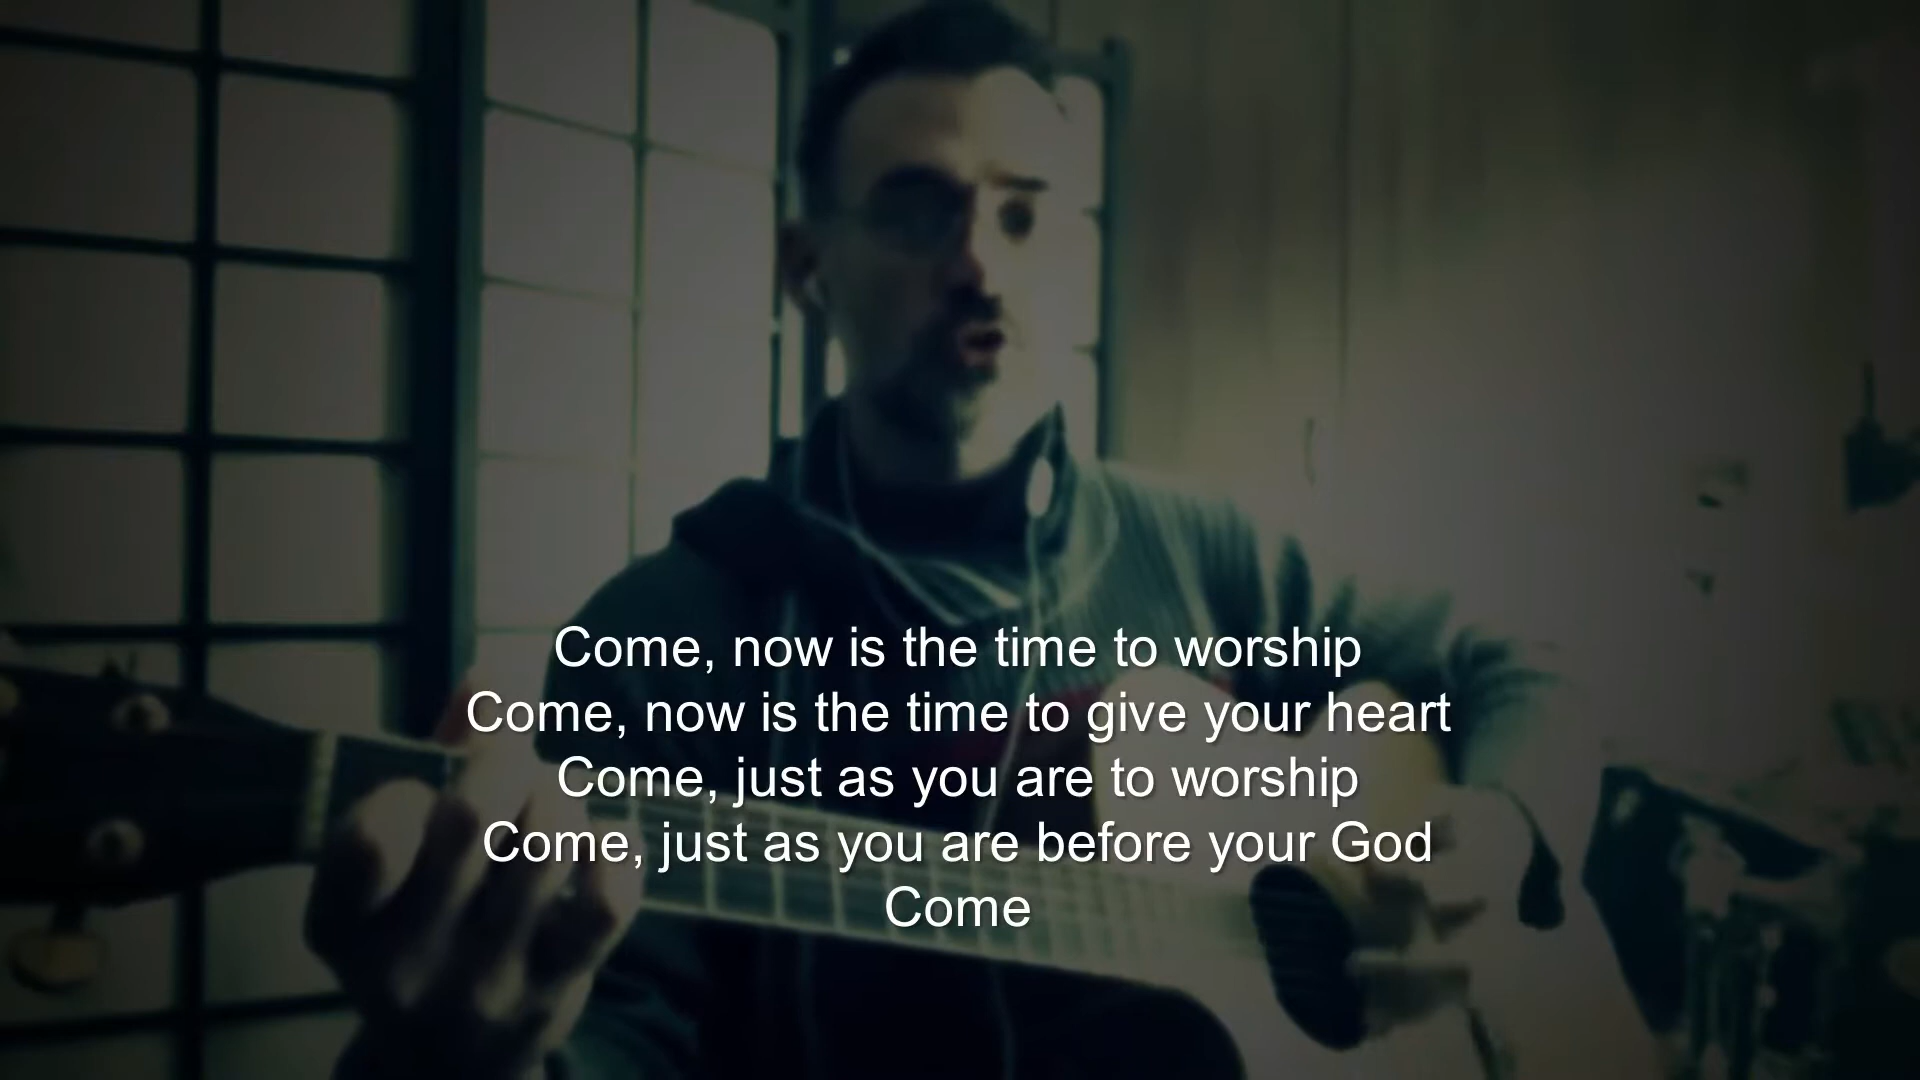 Come, now is the time to worship
Come, now is the time to give your heart
Come, just as you are to worship
Come, just as you are before your God
Come